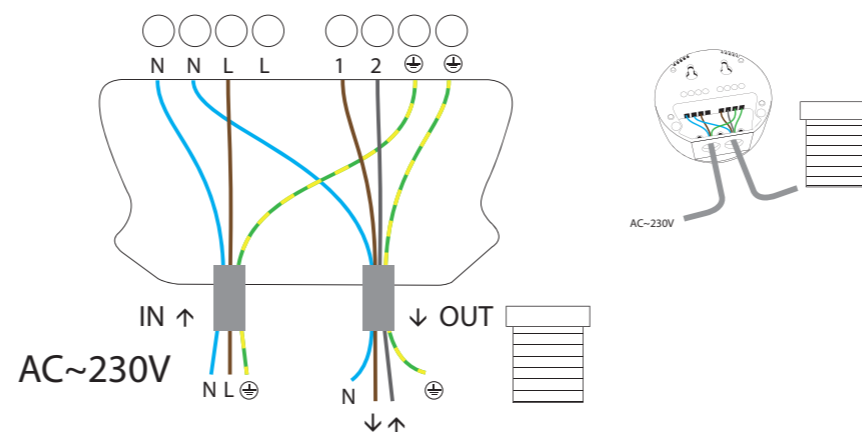 N N L L 1 2
IN ↑ ↓ OUT
AC~230V
N L
N
↓ ↑
AC~230V